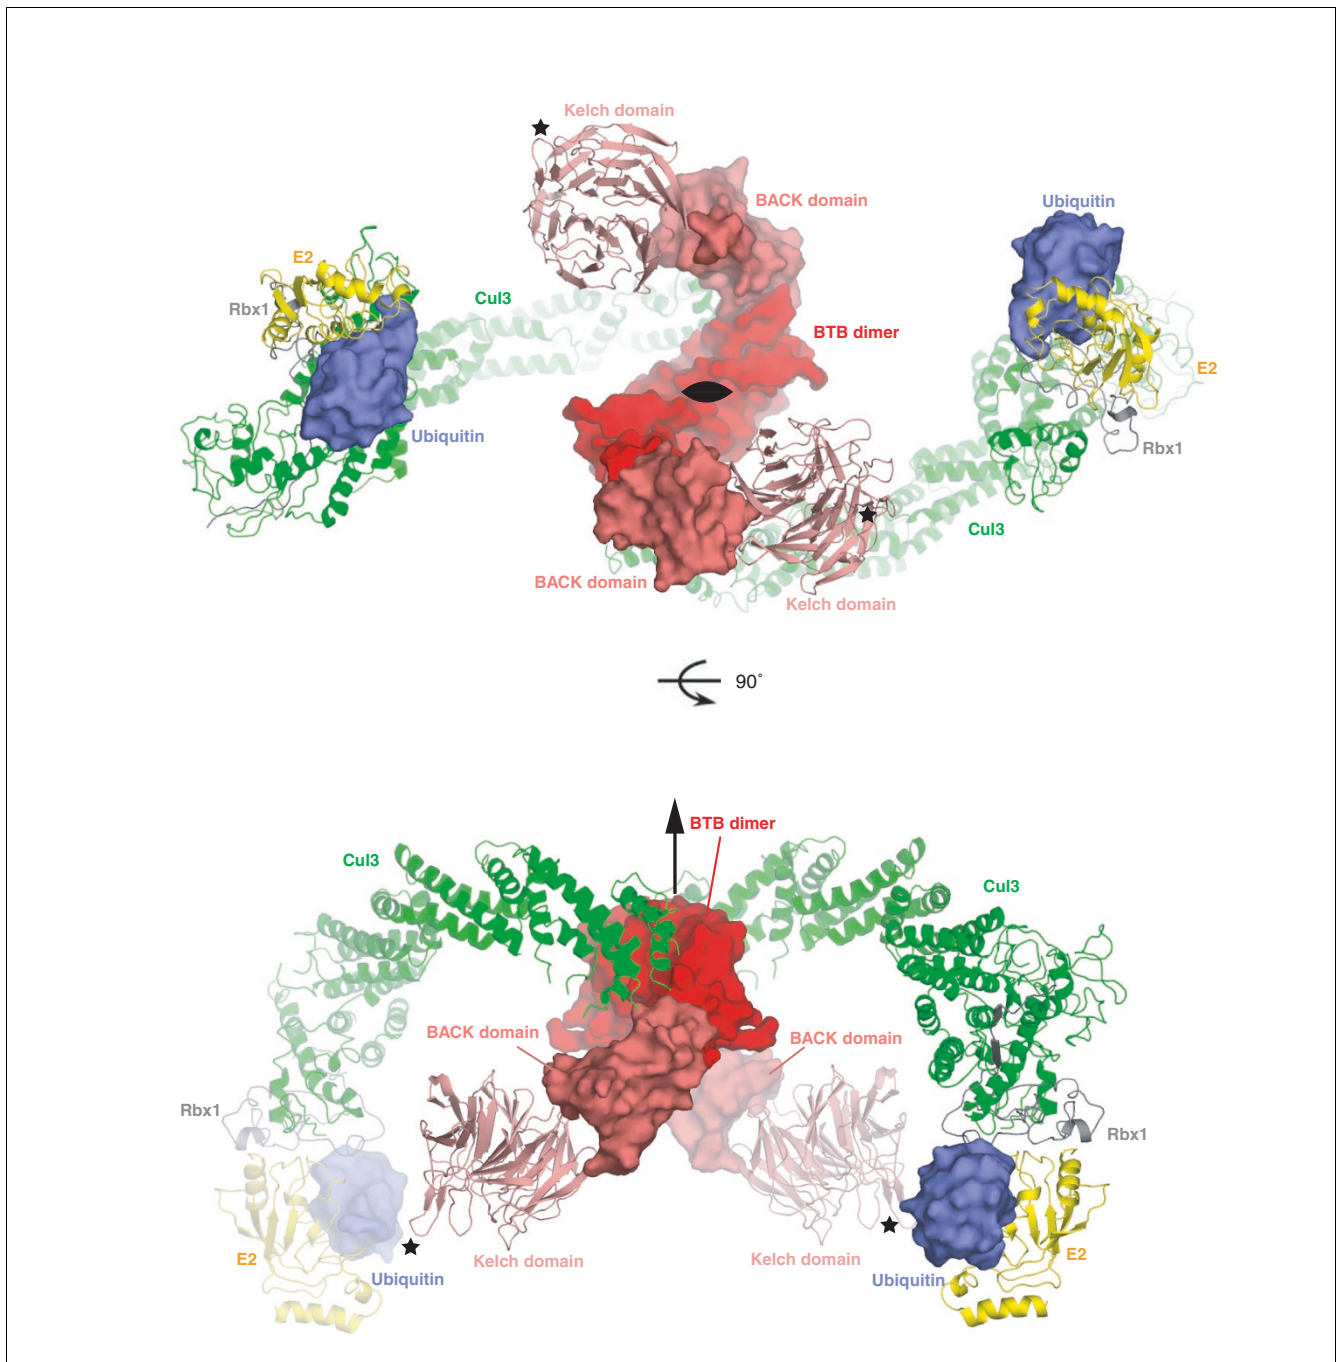 Kelch domain
BACK domain
Ubiquitin
E2
Rbx1
Cul3
BTB dimer
E2
Ubiquitin
Rbx1
Cul3
BACK domain
Kelch domain
90°
BTB dimer
Cul3
Cul3
BACK domain
BACK domain
Rbx1
Rbx1
E2
Kelch domain
Kelch domain
E2
Ubiquitin
Ubiquitin